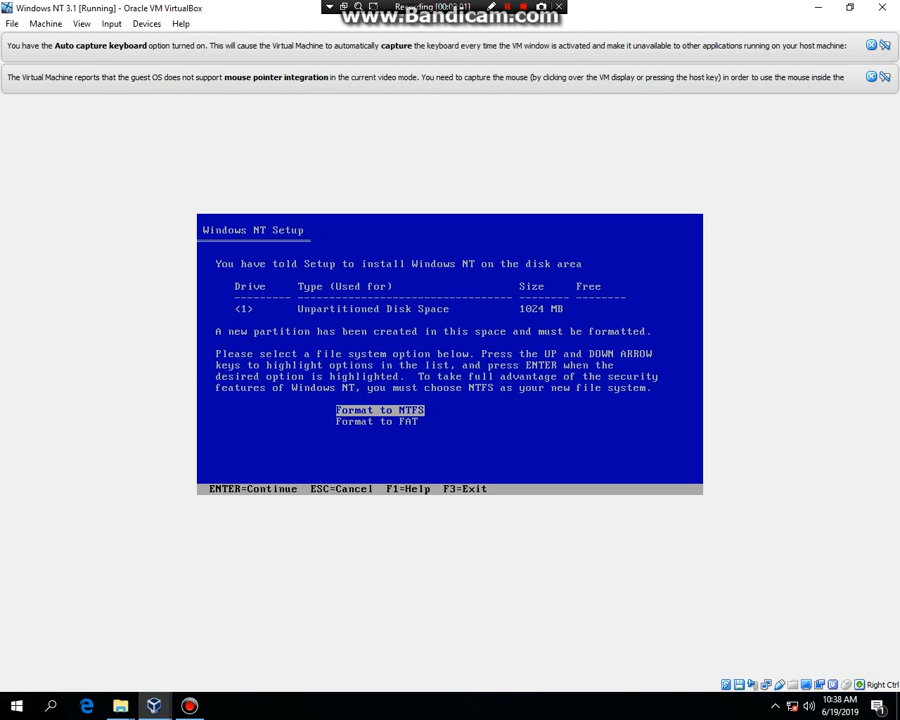 Windows NT 3.1 [Running] - Oracle VM VirtualBox
www.Bandicam.com
File Machine View Input Devices Help
You have the Auto capture keyboard option turned on. This will cause the Virtual Machine to automatically capture the keyboard every time the VM window is activated and make it unavailable to other applications running on your host machine:
The Virtual Machine reports that the guest OS does not support mouse pointer integration in the current video mode. You need to capture the mouse (by clicking over the VM display or pressing the host key) in order to use the mouse inside the
Windows NT Setup
You have told Setup to install Windows NT on the disk area
Drive Type (Used for) Size Free
<1> Unpartitioned Disk Space 1024 MB
A new partition has been created in this space and must be formatted.
Please select a file system option below. Press the UP and DOWN ARROW
keys to highlight options in the list, and press ENTER when the
desired option is highlighted. To take full advantage of the security
features of Windows NT, you must choose NTFS as your new file system.
Format to NTFS
Format to FAT
ENTER=Continue ESC=Cancel F1=Help F3=Exit
Right Ctrl
10:38 AM
6/19/2019